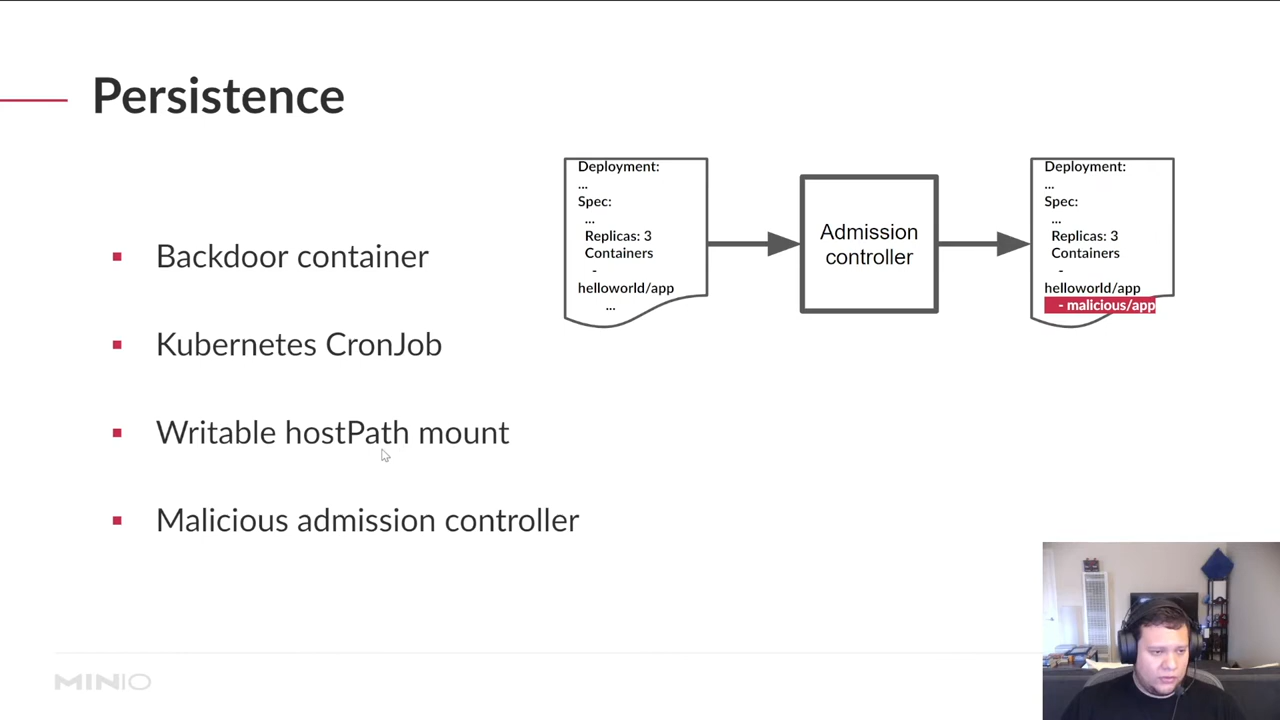 Persistence
Backdoor container
Kubernetes CronJob
Writable hostPath mount
Malicious admission controller
Deployment:
...
Spec:
...
Replicas: 3
Containers
-
helloworld/app
...
Admission
controller
Deployment:
...
Spec:
...
Replicas: 3
Containers
-
helloworld/app
- malicious/app
MINIO